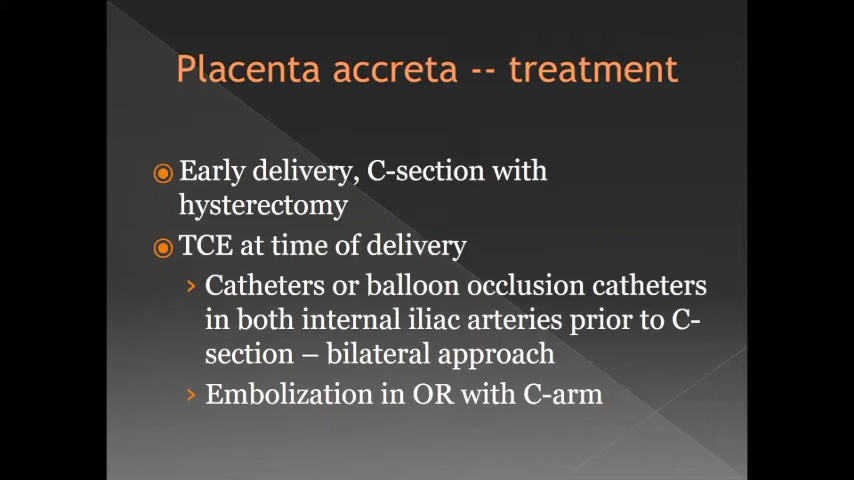 Placenta accreta -- treatment
Early delivery, C-section with
hysterectomy
TCE at time of delivery
Catheters or balloon occlusion catheters
in both internal iliac arteries prior to C-
section – bilateral approach
Embolization in OR with C-arm